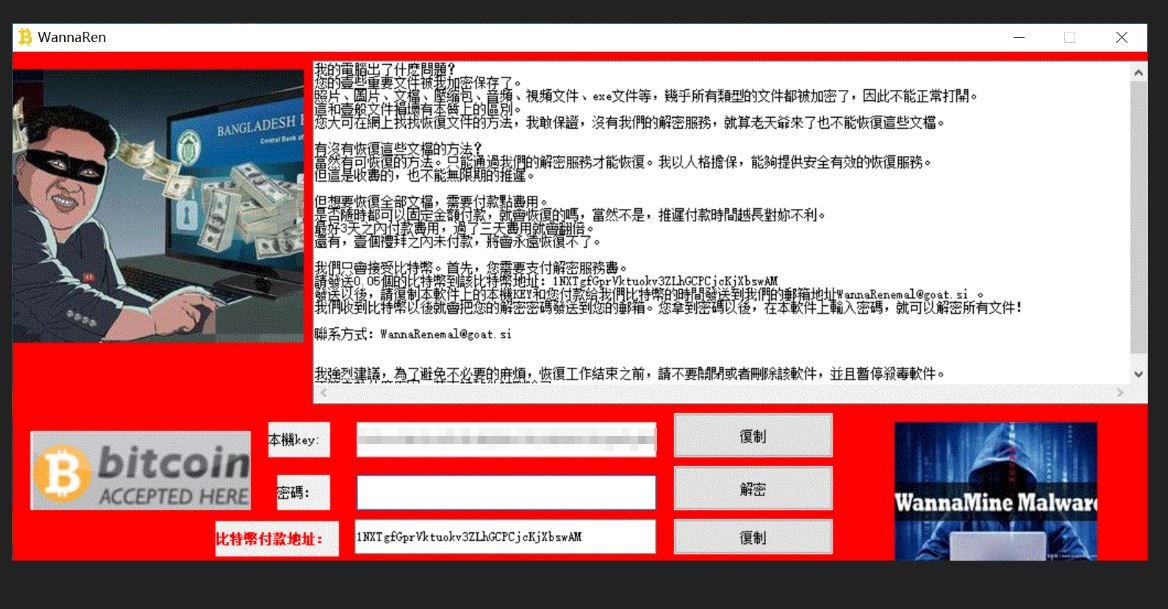 WannaRen
BANGLADESH
Central Bank of
我的電腦出了什麽問題?
您的壹些重要文件被我加密保存了。
照片、圖片、文檔、壓縮包、音頻、視頻文件、exe文件等,幾乎所有類型的文件都被加密了,因此不能正常打開。
這和壹般文件損壞有本質上的區別。
您大可在網上找找恢復文件的方法,我敢保證,沒有我們的解密服務,就算老天爺來了也不能恢復這些文檔。
有沒有恢復這些文檔的方法?
當然有可恢復的方法。只能通過我們的解密服務才能恢復。我以人格擔保,能夠提供安全有效的恢復服務。
但這是收費的,也不能無限期的推遲。
但想要恢復全部文檔,需要付款點費用。
是否隨時都可以固定金額付款,就會恢復的嗎,當然不是,推遲付款時間越長對妳不利。
最好3天之內付款費用,過了三天費用就會翻倍。
還有,壹個禮拜之內未付款,將會永遠恢復不了。
我們只會接受比特幣。首先,您需要支付解密服務費。
請發送0.05個的比特幣到該比特幣地址: 1NXTgfGprVktuokv3ZLhGCPCjcKjXbswAM
發送以後,請復制本軟件上的本機KEY和您付款給我們比特幣的時間發送到我們的郵箱地址WannaRenemal@goat.si 。
我們收到比特幣以後就會把您的解密密碼發送到您的郵箱。您拿到密碼以後,在本軟件上輸入密碼,就可以解密所有文件!
聯系方式: WannaRenemal@goat.si
我強烈建議,為了避免不必要的麻煩,恢復工作結束之前,請不要關閉或者刪除該軟件,並且暫停殺毒軟件。
本機key:
復制
bitcoin
ACCEPTED HERE
密碼:
解密
WannaMine Malware
比特幣付款地址:
1NXTgfGprVktuokv3ZLhGCPCjcKjXbswAM
復制